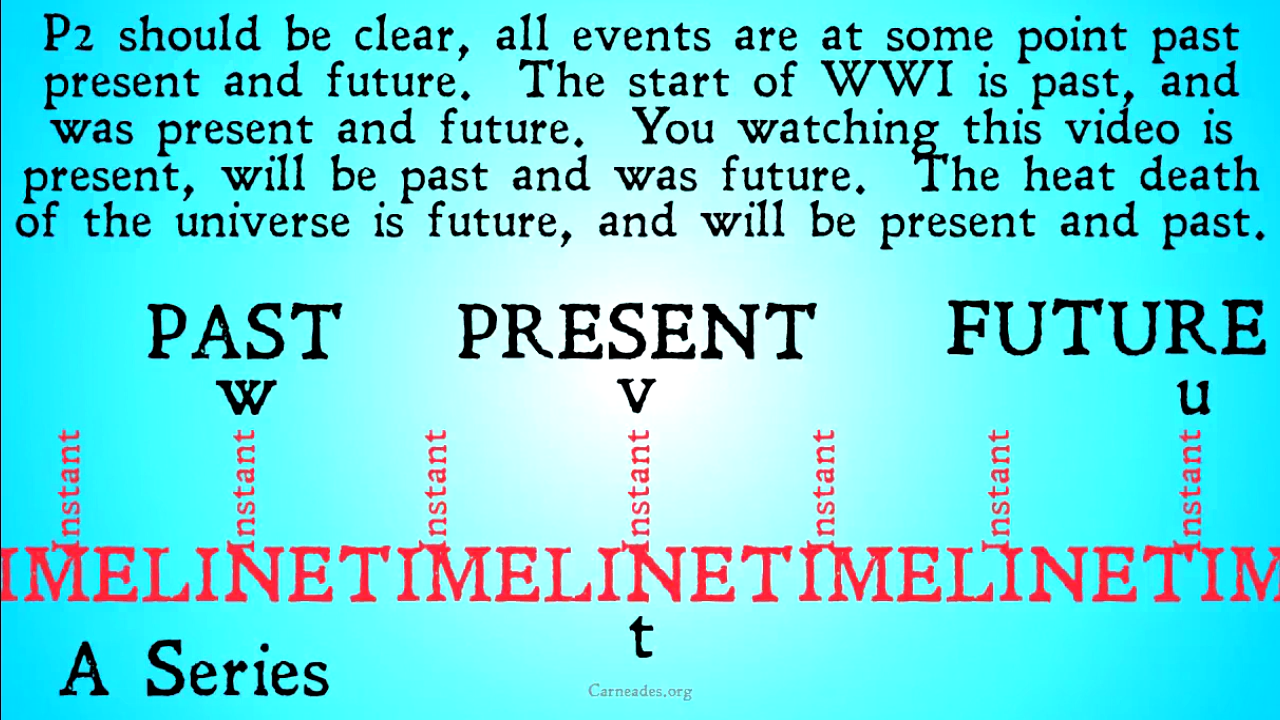 P2 should be clear, all events are at some point past
present and future. The start of WWI is past, and
was present and future. You watching this video is
present, will be past and was future. The heat death
of the universe is future, and will be present and past.
PAST PRESENT FUTURE
w v u
instant instant instant instant instant instant instant
IMELINETIMELINETIMELINETIM
t
A Series
Carneades.org